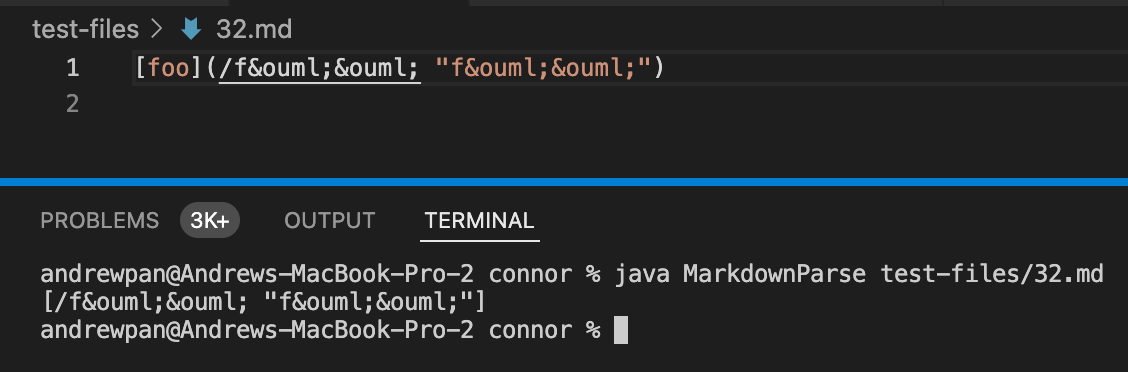 test-files > 32.md
1 [foo](/f&ouml;&ouml; "f&ouml;&ouml;")
2
PROBLEMS 3K+ OUTPUT TERMINAL
andrewpan@Andrews-MacBook-Pro-2 connor % java MarkdownParse test-files/32.md
[/f&ouml;&ouml; "f&ouml;&ouml;"]
andrewpan@Andrews-MacBook-Pro-2 connor %